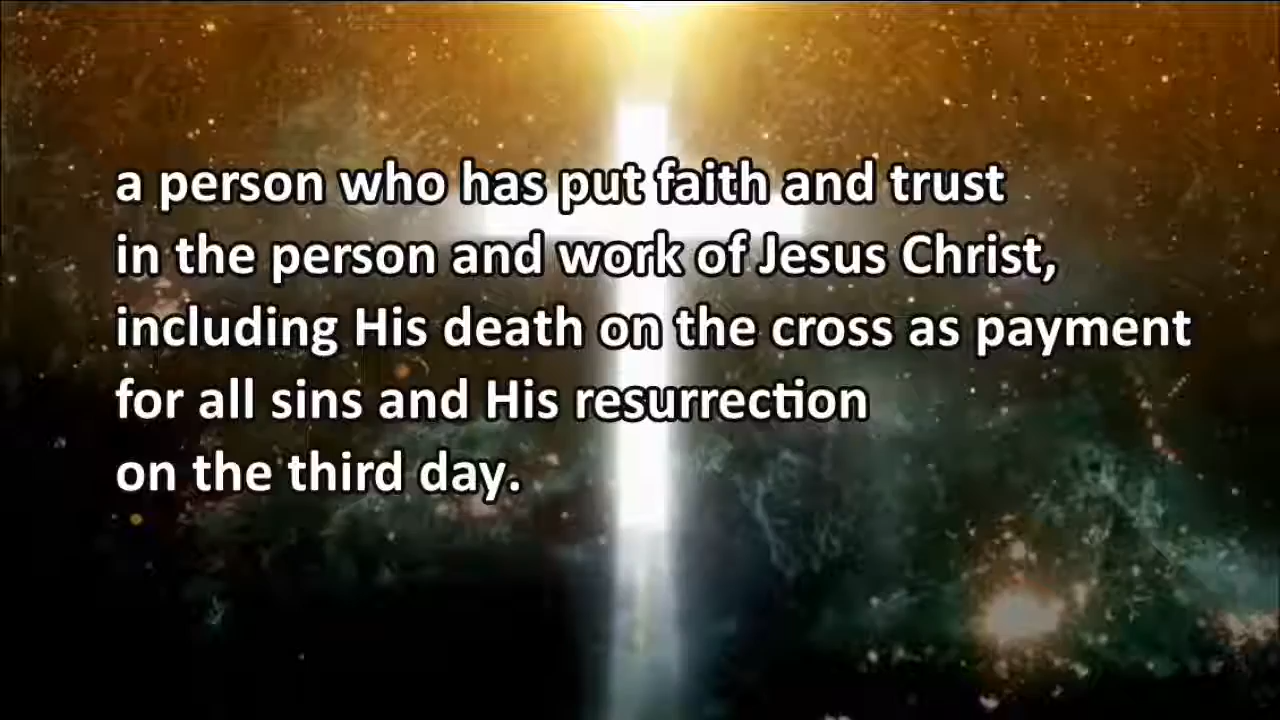 a person who has put faith and trust
in the person and work of Jesus Christ,
including His death on the cross as payment
for all sins and His resurrection
on the third day.